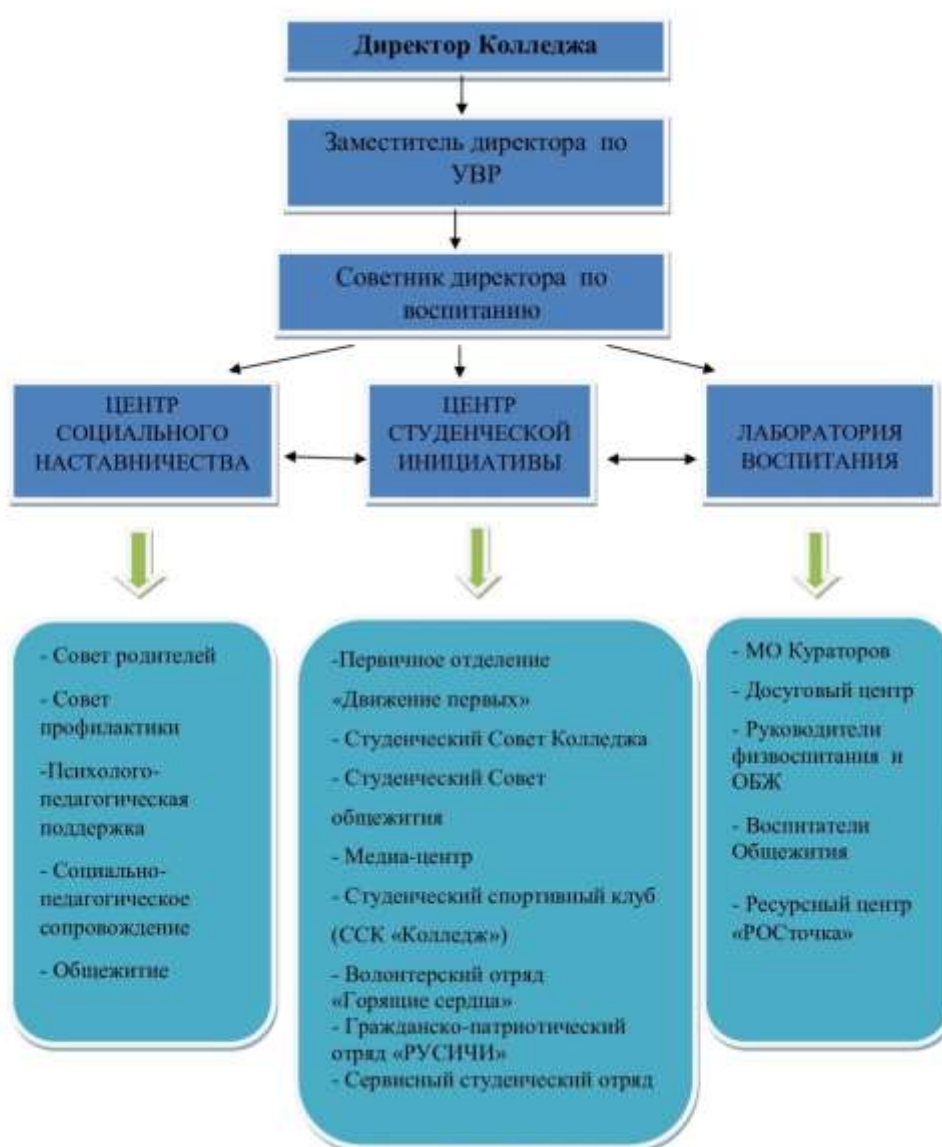 Директор Колледжа
Заместитель директора по
УВР
Советник директора по
воспитанию
ЦЕНТР
СОЦИАЛЬНОГО
НАСТАВНИЧЕСТВА
ЦЕНТР
СТУДЕНЧЕСКОЙ
ИНИЦИАТИВЫ
ЛАБОРАТОРИЯ
ВОСПИТАНИЯ
- Совет родителей
- Совет
профилактики
-Психолого-
педагогическая
поддержка
- Социально-
педагогическое
сопровождение
- Общежитие
-Первичное отделение
«Движение первых»
- Студенческий Совет Колледжа
- Студенческий Совет
общежития
- Медиа-центр
- Студенческий спортивный клуб
(ССК «Колледж»)
- Волонтерский отряд
«Горящие сердца»
- Гражданско-патриотический
отряд «РУСИЧИ»
- Сервисный студенческий отряд
- МО Кураторов
- Досуговый центр
- Руководители
физвоспитания и
ОБЖ
- Воспитатели
Общежития
- Ресурсный центр
«РОСточка»